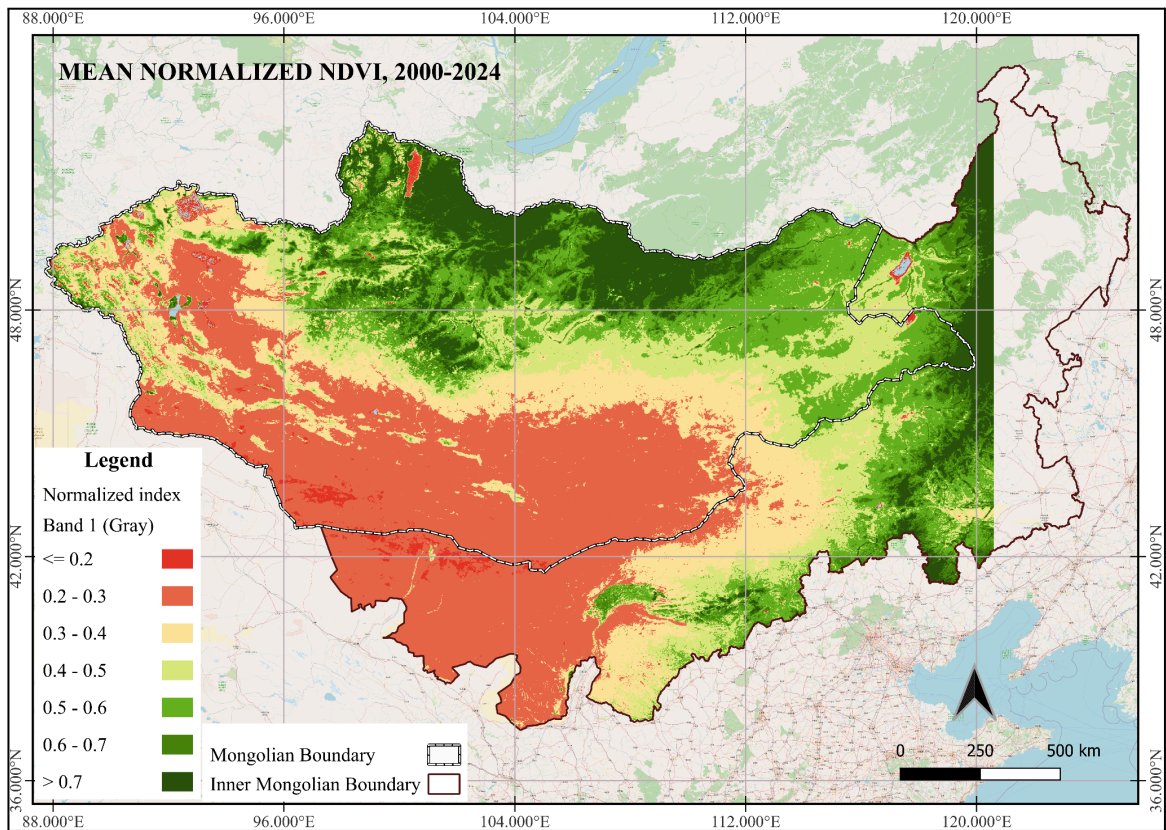 88.000°E 96.000°E 104.000°E 112.000°E 120.000°E
MEAN NORMALIZED NDVI, 2000-2024
48.000°N 48.000°N
42.000°N 42.000°N
36.000°N 36.000°N
Legend
Normalized index
Band 1 (Gray)
<= 0.2
0.2 - 0.3
0.3 - 0.4
0.4 - 0.5
0.5 - 0.6
0.6 - 0.7
> 0.7
Mongolian Boundary
Inner Mongolian Boundary
0 250 500 km
88.000°E 96.000°E 104.000°E 112.000°E 120.000°E